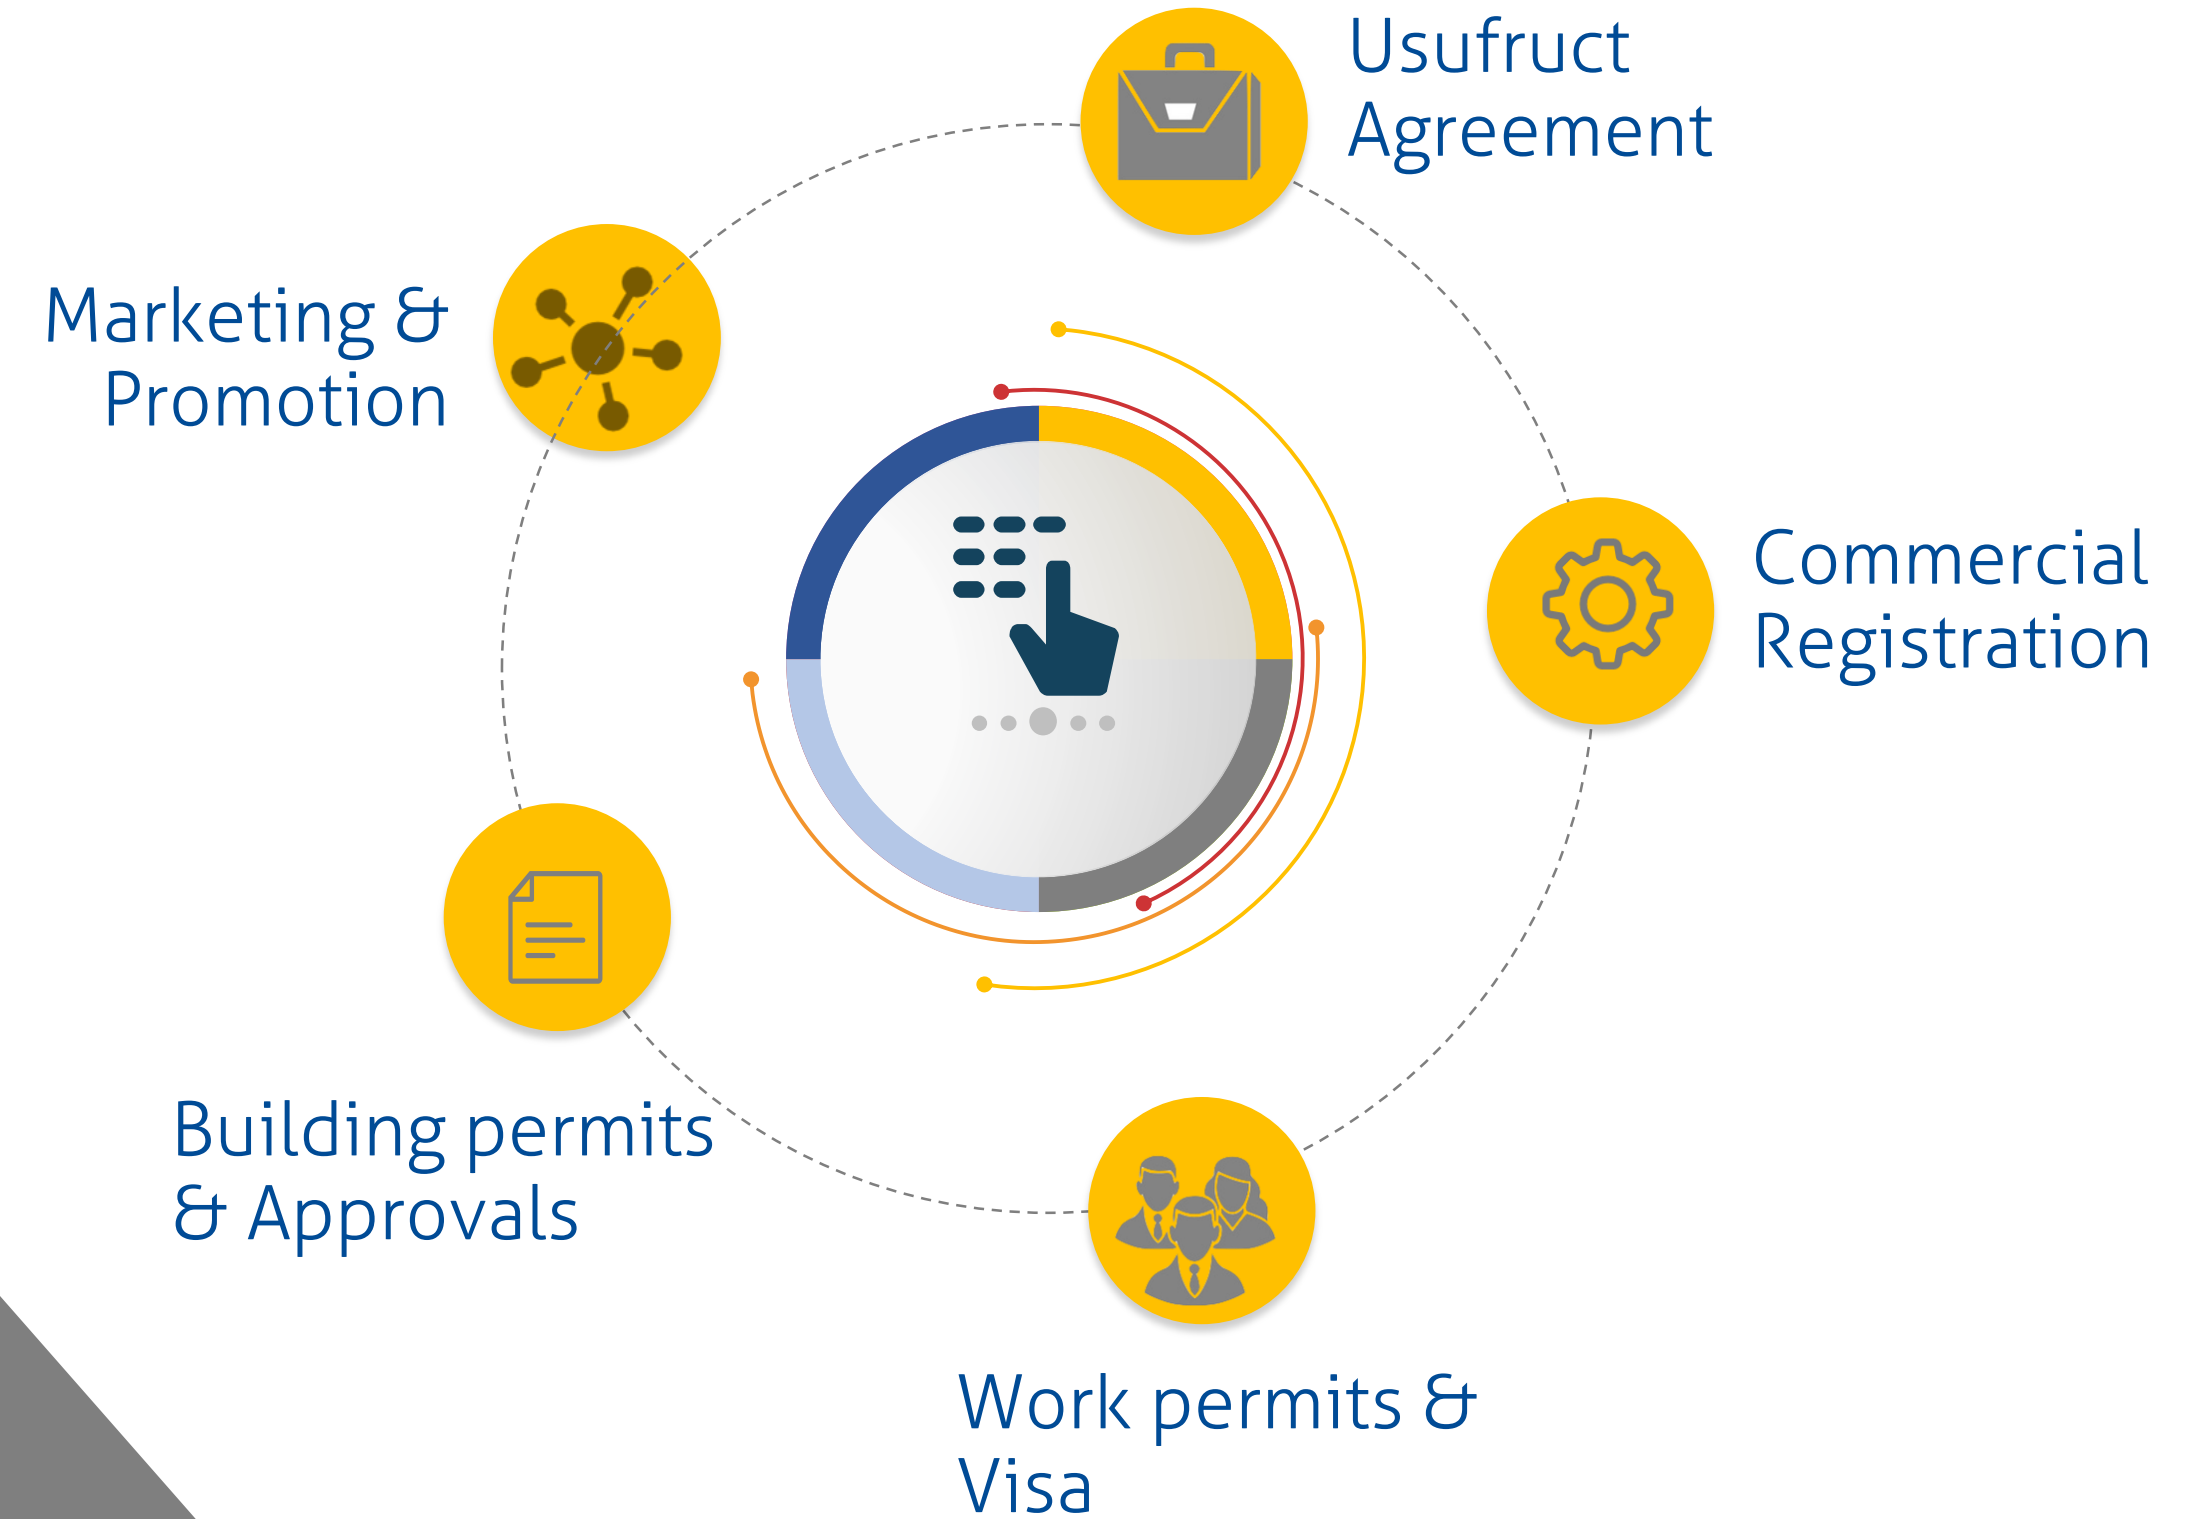 Usufruct
Agreement
Marketing &
Promotion
Commercial
Registration
Building permits
& Approvals
Work permits &
Visa